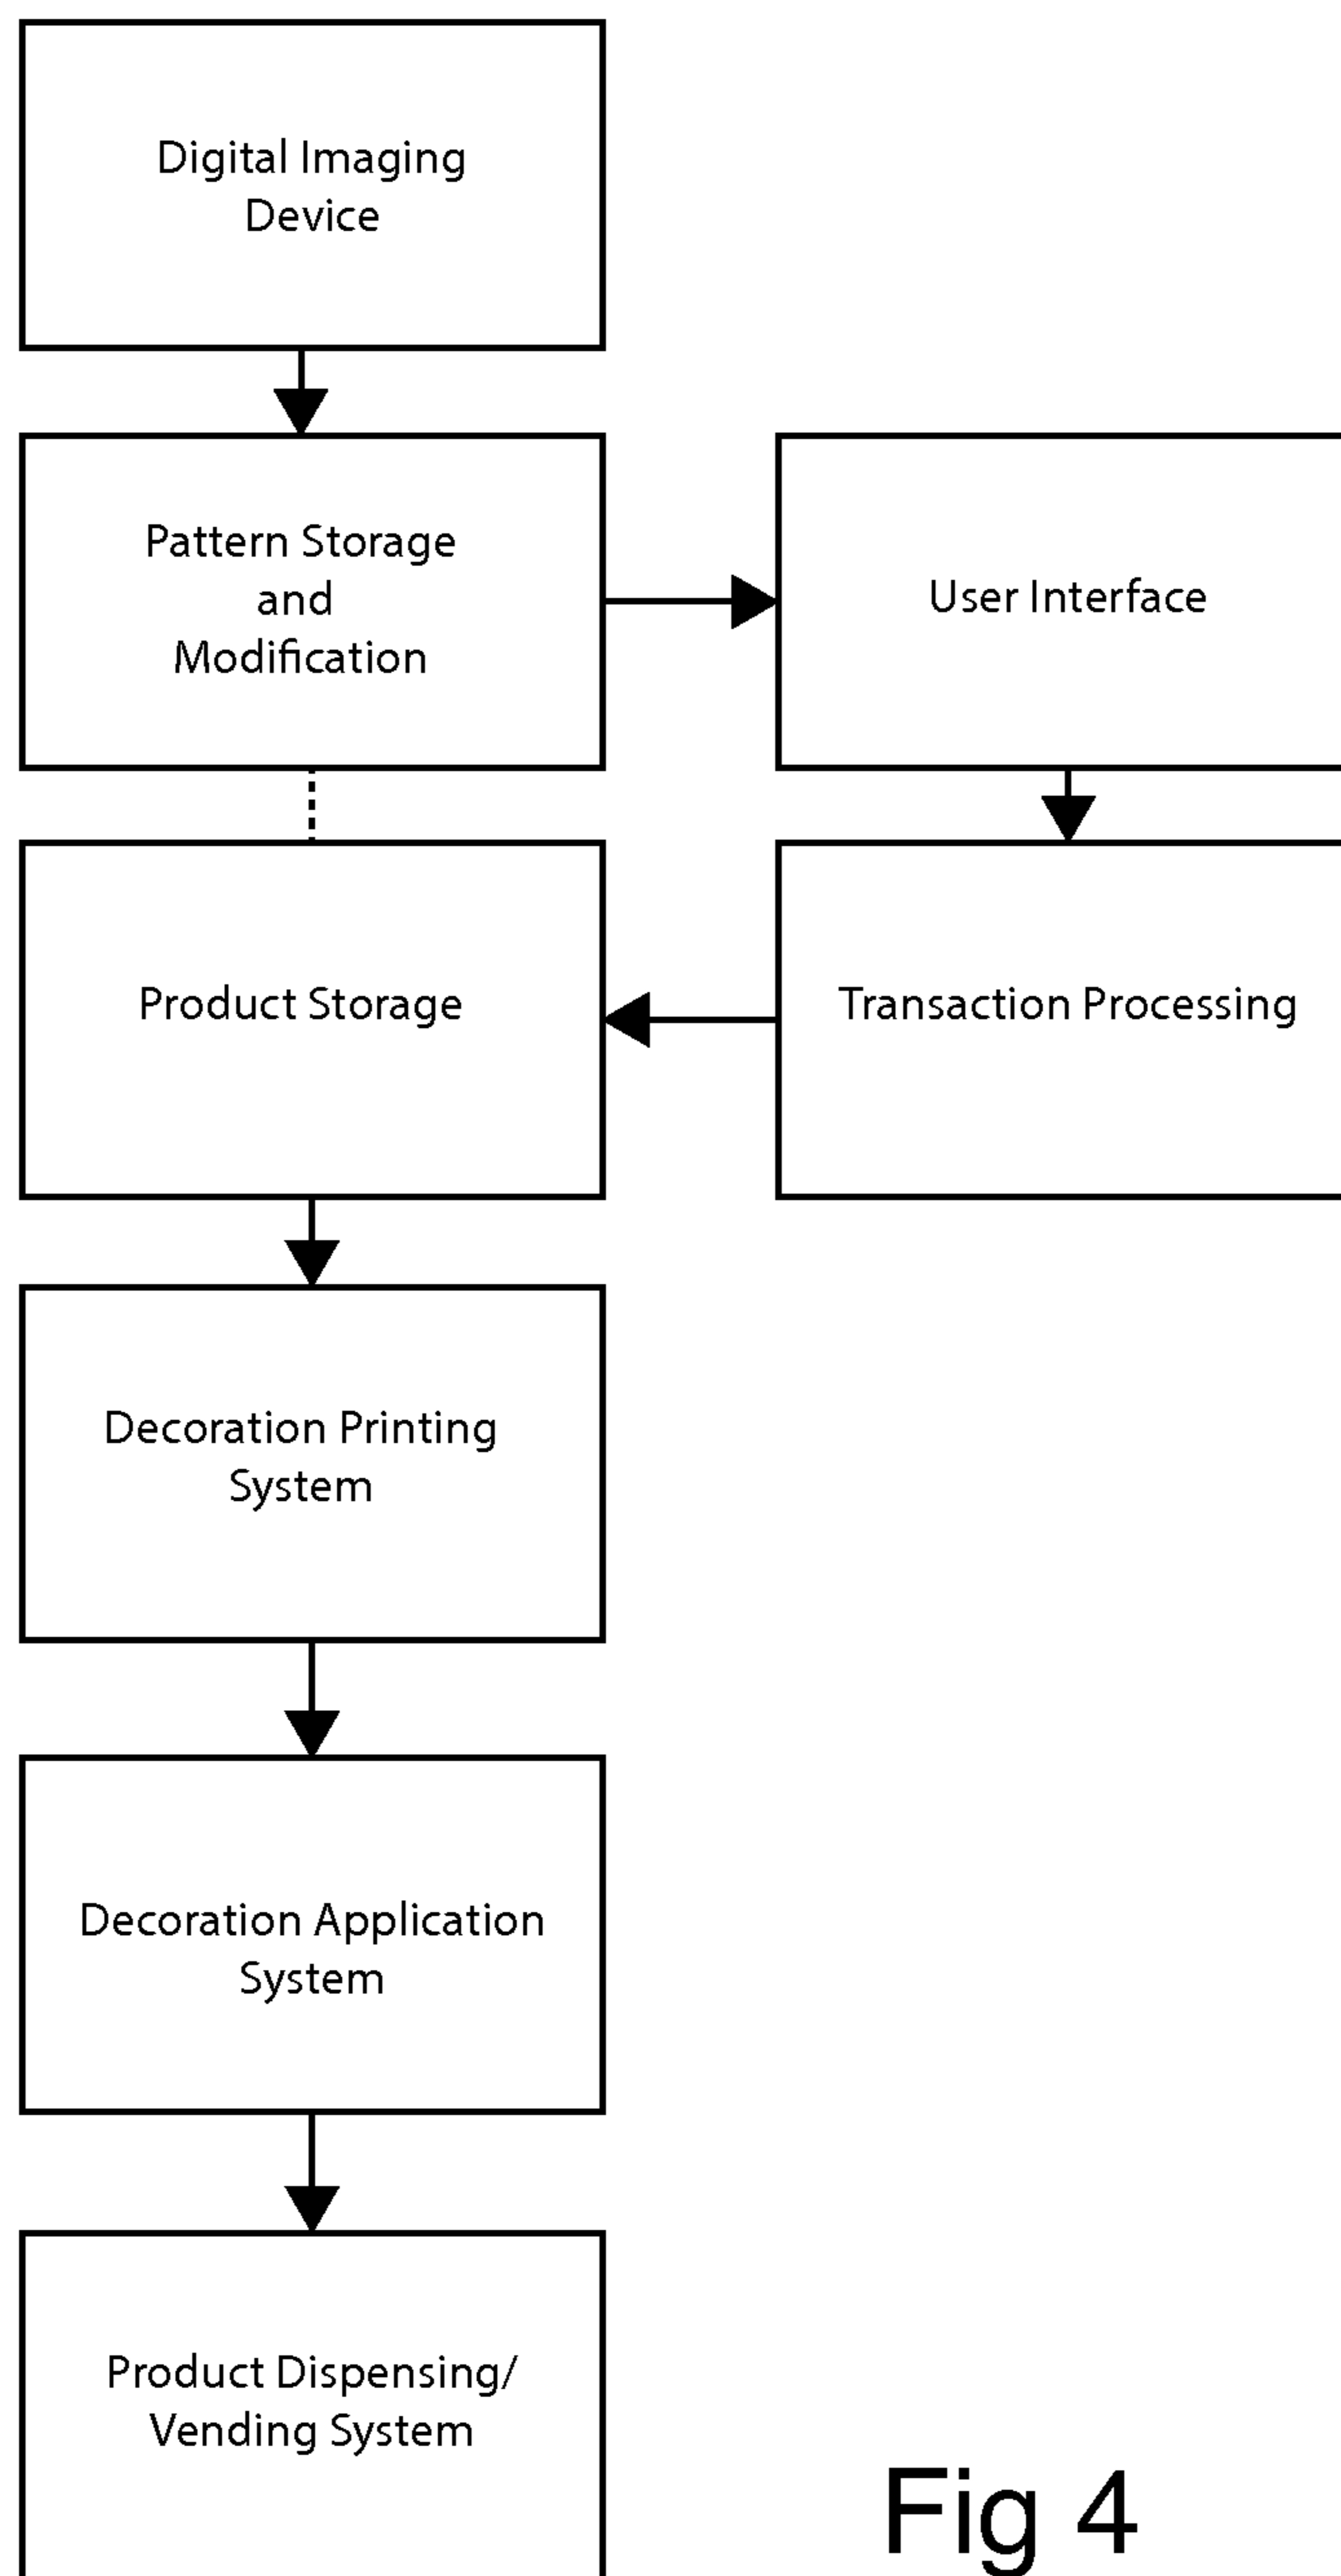 Digital Imaging
Device
Pattern Storage
and
Modification
User Interface
Product Storage
Transaction Processing
Decoration Printing
System
Decoration Application
System
Product Dispensing/
Vending System
Fig 4